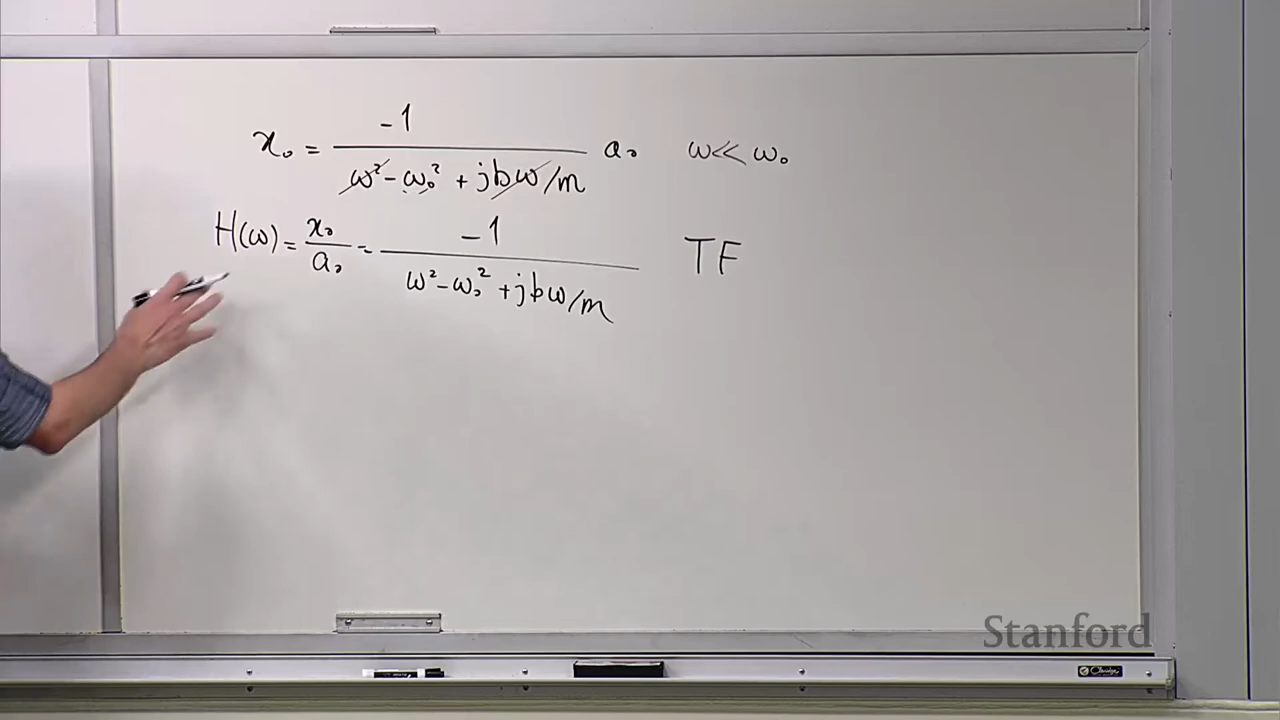 x₀ = -1 / (ω² - ω₀² + jbω/m) a₀   ω << ω₀
H(ω) = x₀/a₀ = -1 / (ω² - ω₀² + jbω/m)   TF
Stanford